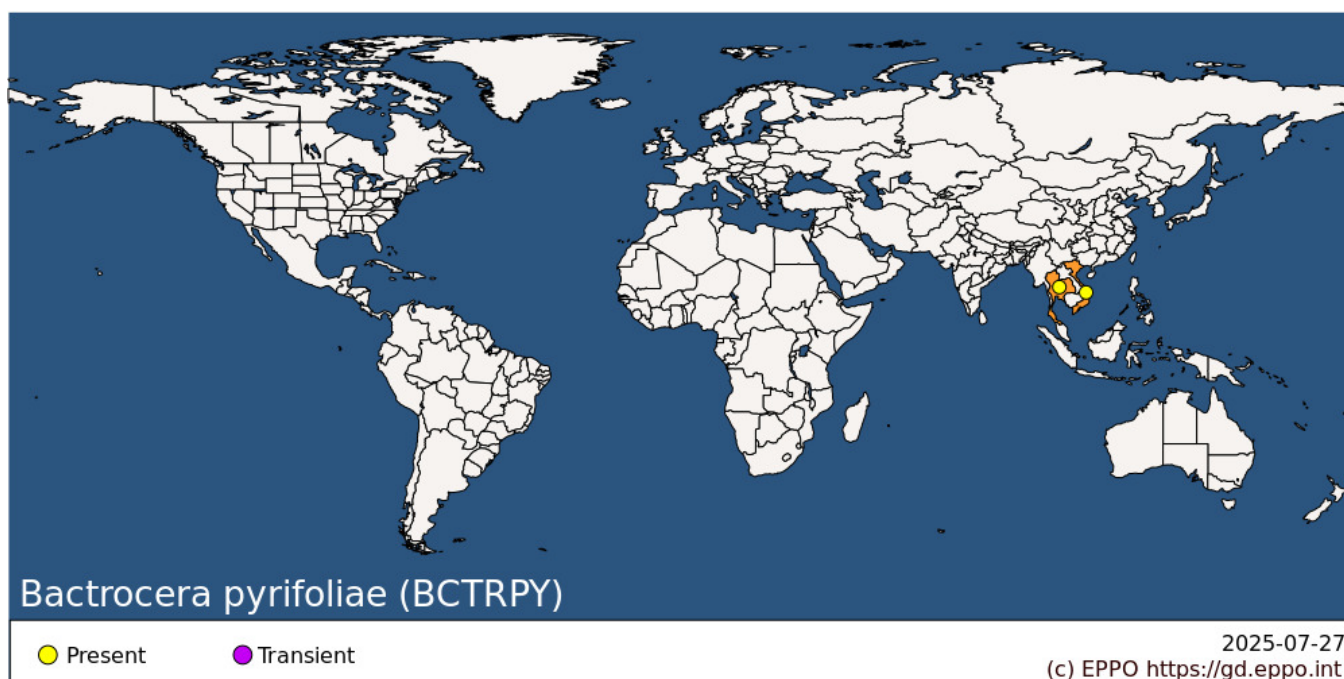 Bactrocera pyrifoliae (BCTRPY)
Present
Transient
2025-07-27
(c) EPPO https://gd.eppo.int